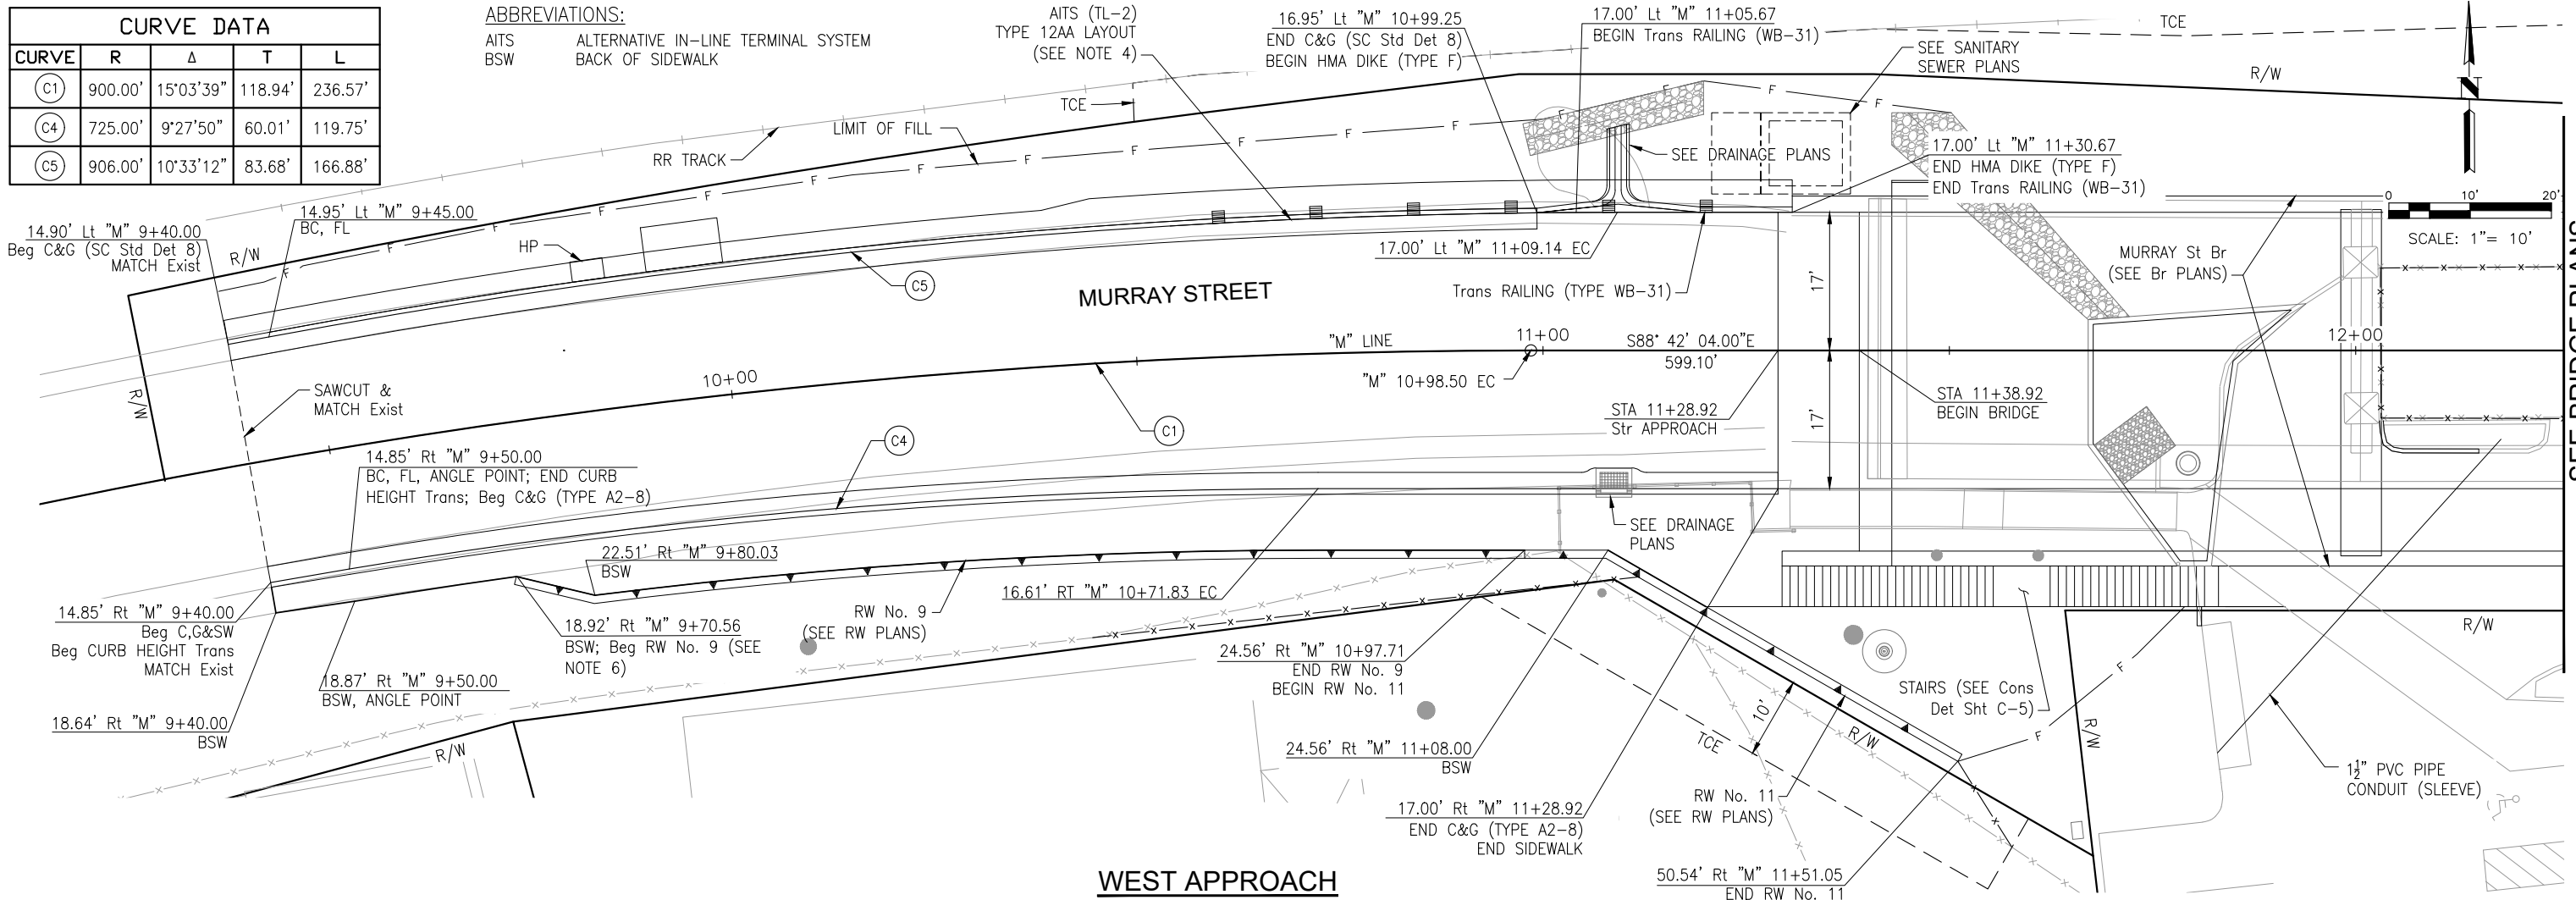 CURVE DATA
CURVE R Δ T L
C1 900.00' 15°03'39" 118.94' 236.57'
C4 725.00' 9°27'50" 60.01' 119.75'
C5 906.00' 10°33'12" 83.68' 166.88'
ABBREVIATIONS:
AITS ALTERNATIVE IN-LINE TERMINAL SYSTEM
BSW BACK OF SIDEWALK
AITS (TL-2)
TYPE 12AA LAYOUT
(SEE NOTE 4)
16.95' Lt "M" 10+99.25
END C&G (SC Std Det 8)
BEGIN HMA DIKE (TYPE F)
17.00' Lt "M" 11+05.67
BEGIN Trans RAILING (WB-31)
TCE
SEE SANITARY
SEWER PLANS
R/W
N
TCE
LIMIT OF FILL
RR TRACK
F F F F F F F F F F F F
SEE DRAINAGE PLANS
17.00' Lt "M" 11+30.67
END HMA DIKE (TYPE F)
END Trans RAILING (WB-31)
0 10' 20'
SCALE: 1"= 10'
14.90' Lt "M" 9+40.00
Beg C&G (SC Std Det 8)
MATCH Exist
14.95' Lt "M" 9+45.00
BC, FL
R/W
HP
C5
MURRAY STREET
17.00' Lt "M" 11+09.14 EC
Trans RAILING (TYPE WB-31)
17'
MURRAY St Br
(SEE Br PLANS)
SEE BRIDGE PLANS
"M" LINE
11+00
S88° 42' 04.00"E
599.10'
12+00
"M" 10+98.50 EC
10+00
R/W
SAWCUT &
MATCH Exist
C1
C4
17'
STA 11+28.92
Str APPROACH
STA 11+38.92
BEGIN BRIDGE
14.85' Rt "M" 9+50.00
BC, FL, ANGLE POINT; END CURB
HEIGHT Trans; Beg C&G (TYPE A2-8)
SEE DRAINAGE
PLANS
22.51' Rt "M" 9+80.03
BSW
16.61' RT "M" 10+71.83 EC
14.85' Rt "M" 9+40.00
Beg C,G&SW
Beg CURB HEIGHT Trans
MATCH Exist
RW No. 9
(SEE RW PLANS)
18.92' Rt "M" 9+70.56
BSW; Beg RW No. 9 (SEE
NOTE 6)
R/W
24.56' Rt "M" 10+97.71
END RW No. 9
BEGIN RW No. 11
18.87' Rt "M" 9+50.00
BSW, ANGLE POINT
18.64' Rt "M" 9+40.00
BSW
STAIRS (SEE Cons
Det Sht C-5)
F
F
R/W
10'
TCE
R/W
R/W
24.56' Rt "M" 11+08.00
BSW
1½" PVC PIPE
CONDUIT (SLEEVE)
RW No. 11
(SEE RW PLANS)
17.00' Rt "M" 11+28.92
END C&G (TYPE A2-8)
END SIDEWALK
50.54' Rt "M" 11+51.05
END RW No. 11
WEST APPROACH